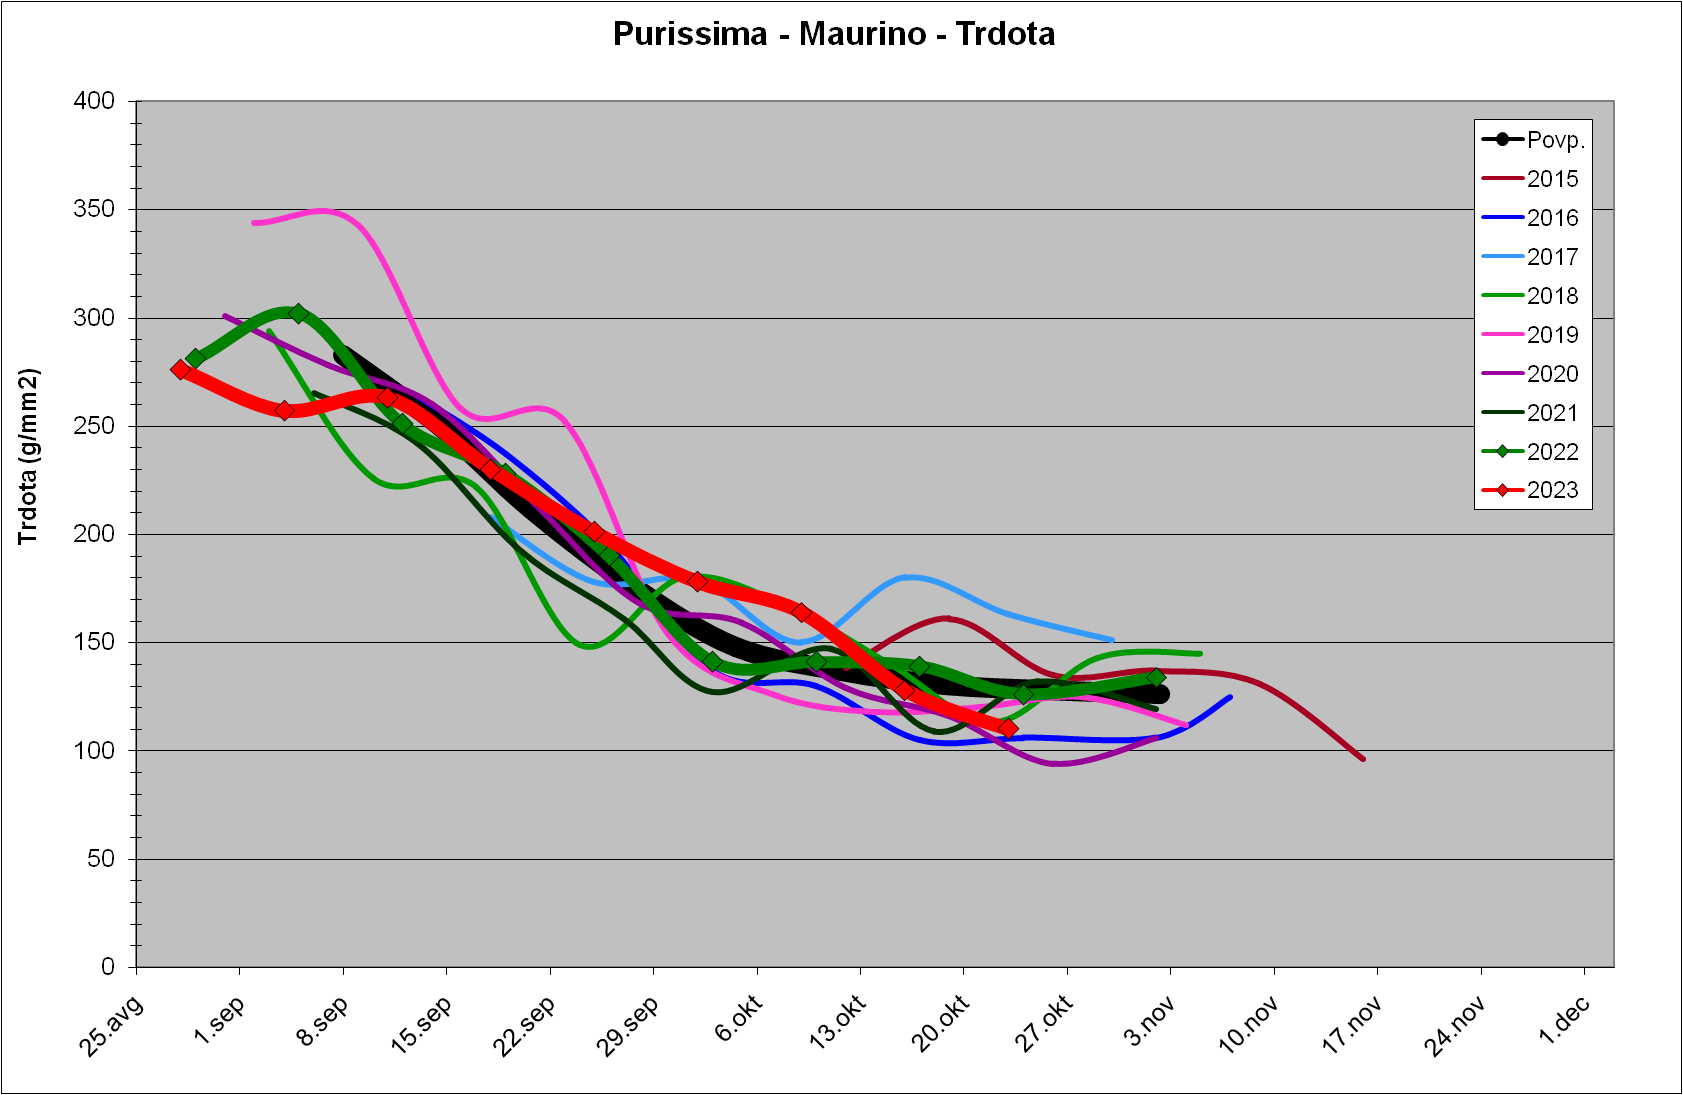 Purissima - Maurino - Trdota
Trdota (g/mm2)
400
350
300
250
200
150
100
50
0
25.avg
1.sep
8.sep
15.sep
22.sep
29.sep
6.okt
13.okt
20.okt
27.okt
3.nov
10.nov
17.nov
24.nov
1.dec
Povp.
2015
2016
2017
2018
2019
2020
2021
2022
2023